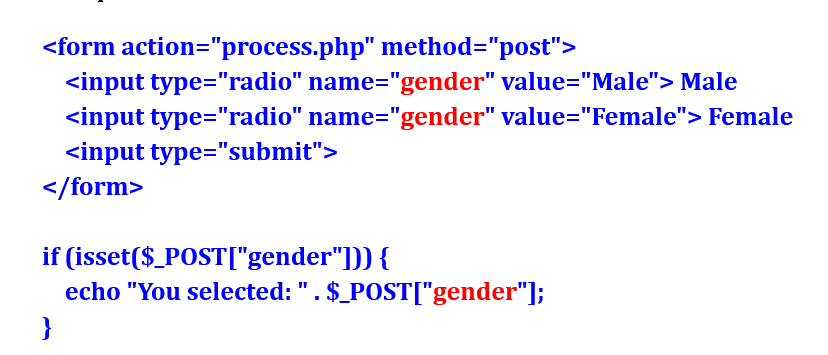 <form action="process.php" method="post">
<input type="radio" name="gender" value="Male"> Male
<input type="radio" name="gender" value="Female"> Female
<input type="submit">
</form>
if (isset($_POST["gender"])) {
echo "You selected: " . $_POST["gender"];
}